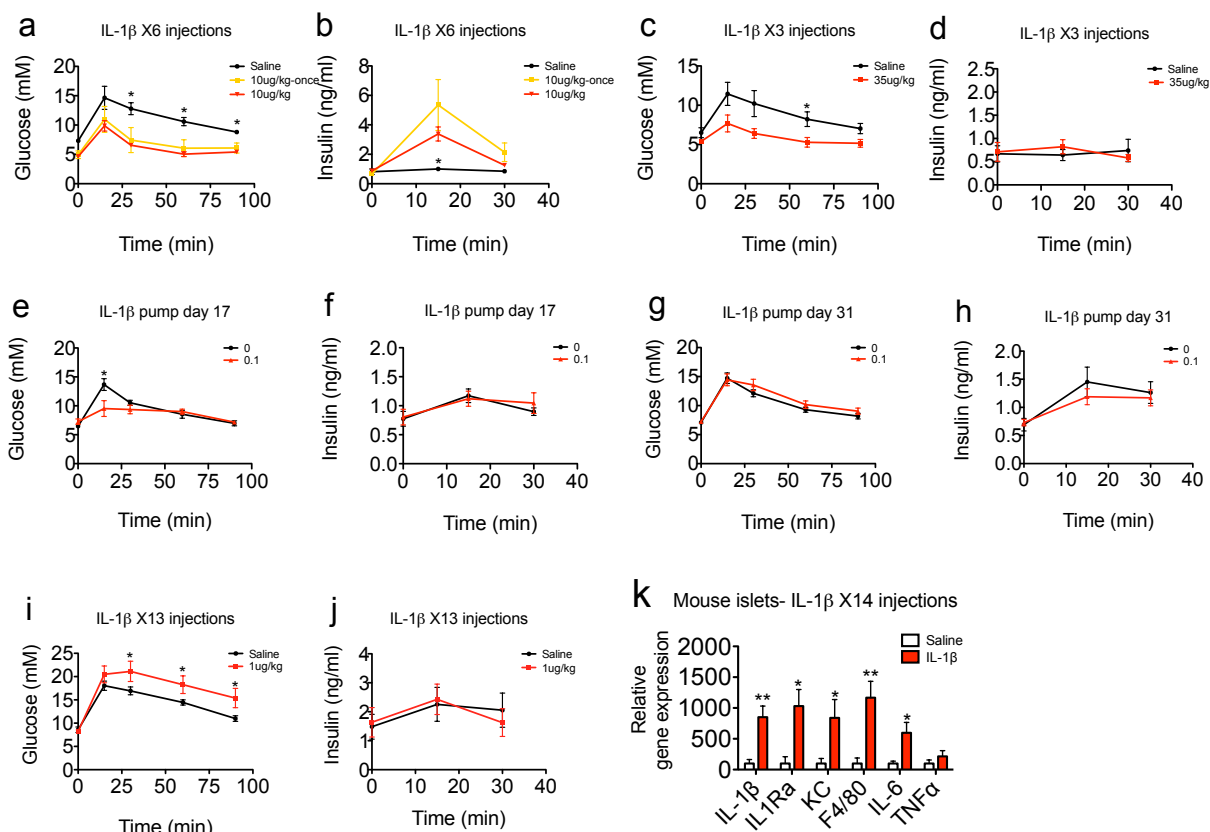 a
IL-1β X6 injections
Glucose (mM)
20
15
10
5
0
Saline
10ug/kg-once
10ug/kg
*
*
*
0 25 50 75 100
Time (min)
b
IL-1β X6 injections
Insulin (ng/ml)
8
6
4
2
0
Saline
10ug/kg-once
10ug/kg
*
0 10 20 30 40
Time (min)
c
IL-1β X3 injections
Glucose (mM)
15
10
5
0
Saline
35ug/kg
*
0 25 50 75 100
Time (min)
d
IL-1β X3 injections
Insulin (ng/ml)
2.5
2.0
1.5
1.0
0.5
0.0
Saline
35ug/kg
0 10 20 30 40
Time (min)
e
IL-1β pump day 17
Glucose (mM)
20
15
10
5
0
0
0.1
*
0 25 50 75 100
Time (min)
f
IL-1β pump day 17
Insulin (ng/ml)
2.0
1.5
1.0
0.5
0.0
0
0.1
0 10 20 30 40
Time (min)
g
IL-1β pump day 31
Glucose (mM)
20
15
10
5
0
0
0.1
0 25 50 75 100
Time (min)
h
IL-1β pump day 31
Insulin (ng/ml)
2.0
1.5
1.0
0.5
0.0
0
0.1
0 10 20 30 40
Time (min)
i
IL-1β X13 injections
Glucose (mM)
25
20
15
10
5
0
Saline
1ug/kg
*
*
*
0 25 50 75 100
Time (min)
j
IL-1β X13 injections
Insulin (ng/ml)
4
3
2
1
0
Saline
1ug/kg
0 10 20 30 40
Time (min)
k
Mouse islets- IL-1β X14 injections
Relative
gene expression
2000
1500
1000
500
0
Saline
IL-1β
** * * ** *
IL-1β IL1Ra KC F4/80 IL-6 TNFα